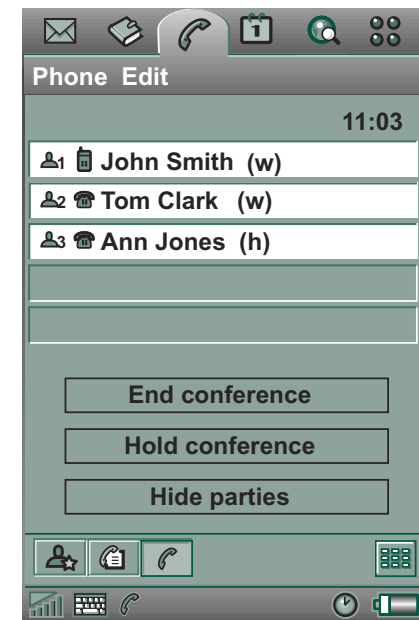 1
Phone Edit
11:03
1 John Smith (w)
2 Tom Clark (w)
3 Ann Jones (h)
End conference
Hold conference
Hide parties